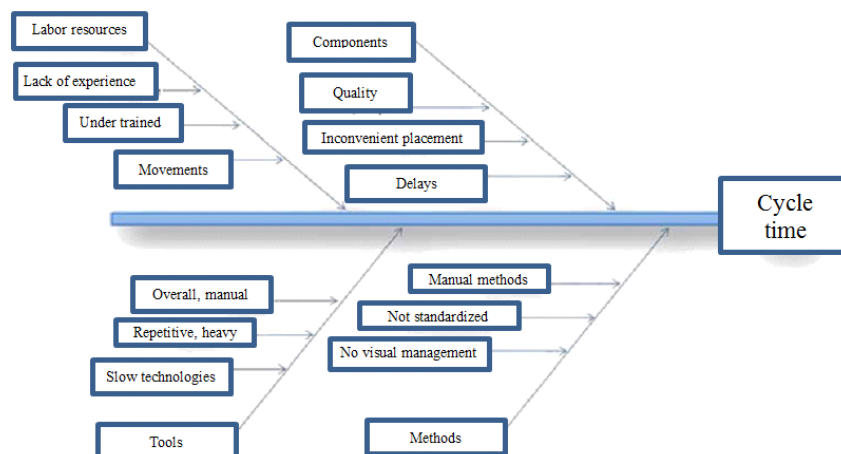 Labor resources
Components
Lack of experience
Quality
Under trained
Inconvenient placement
Movements
Delays
Cycle
time
Manual methods
Overall, manual
Not standardized
Repetitive, heavy
No visual management
Slow technologies
Tools
Methods